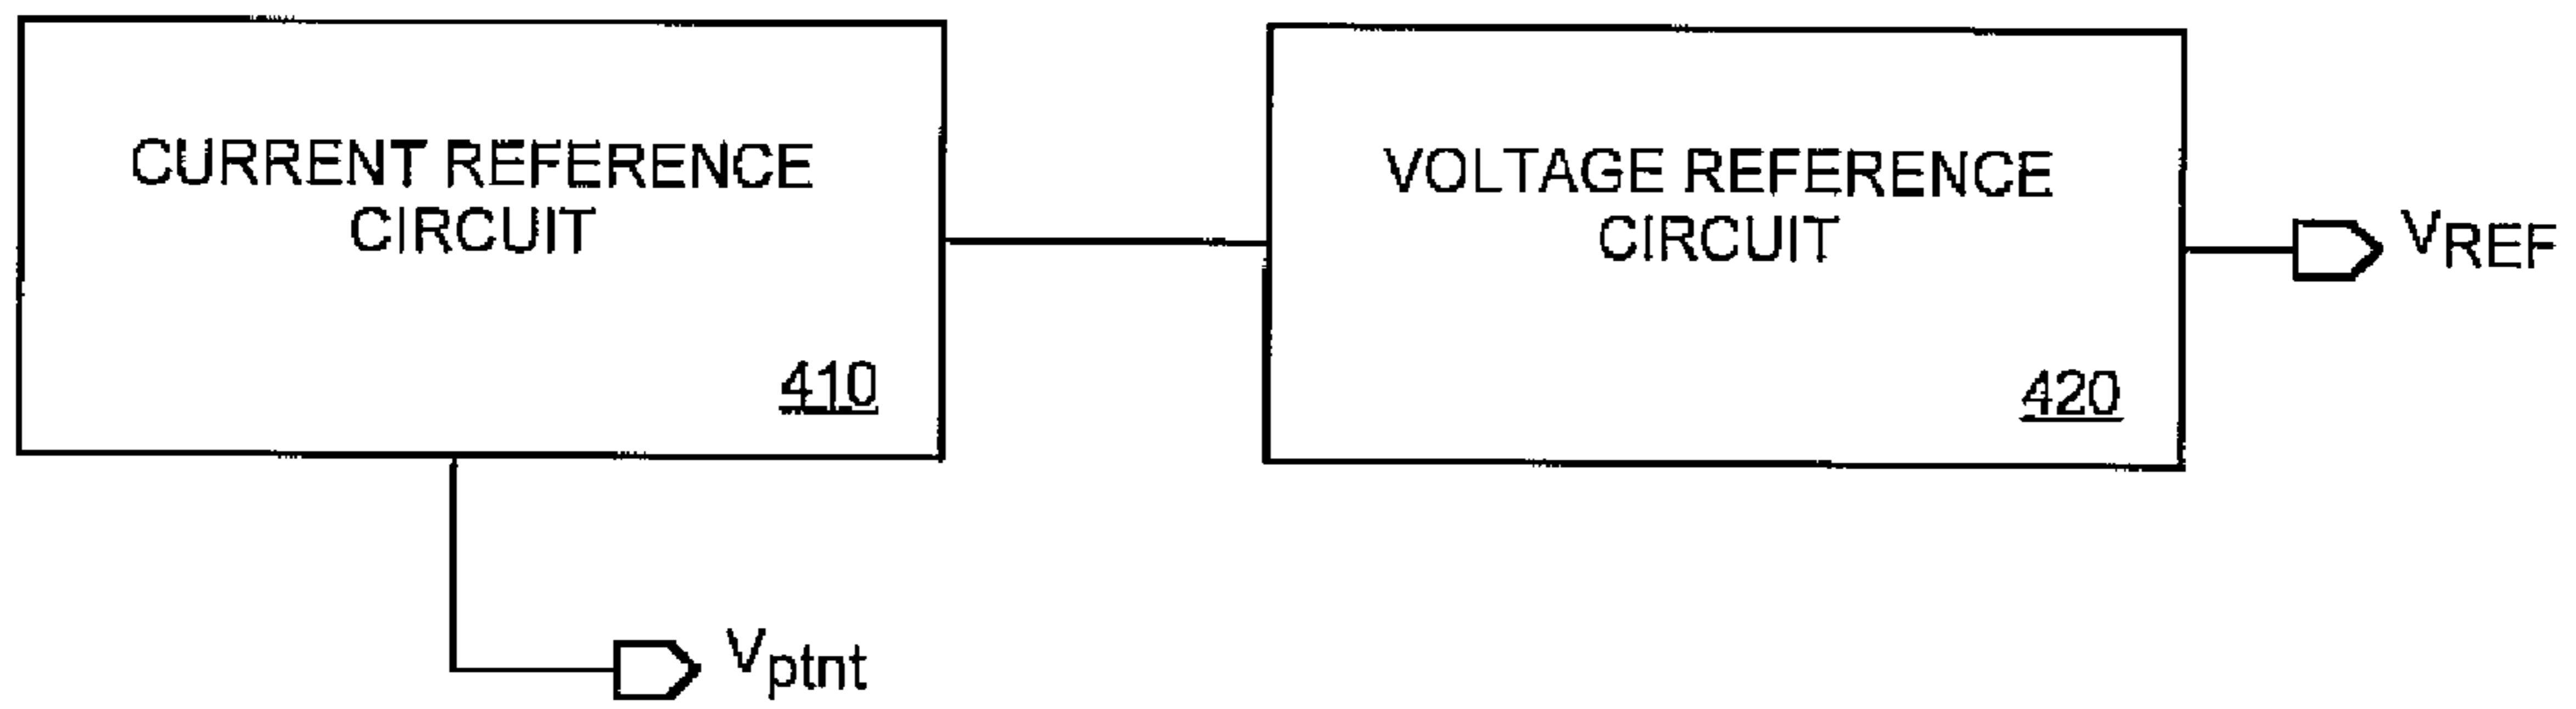 CURRENT REFERENCE
CIRCUIT
410
VOLTAGE REFERENCE
CIRCUIT
420
VREF
Vptnt